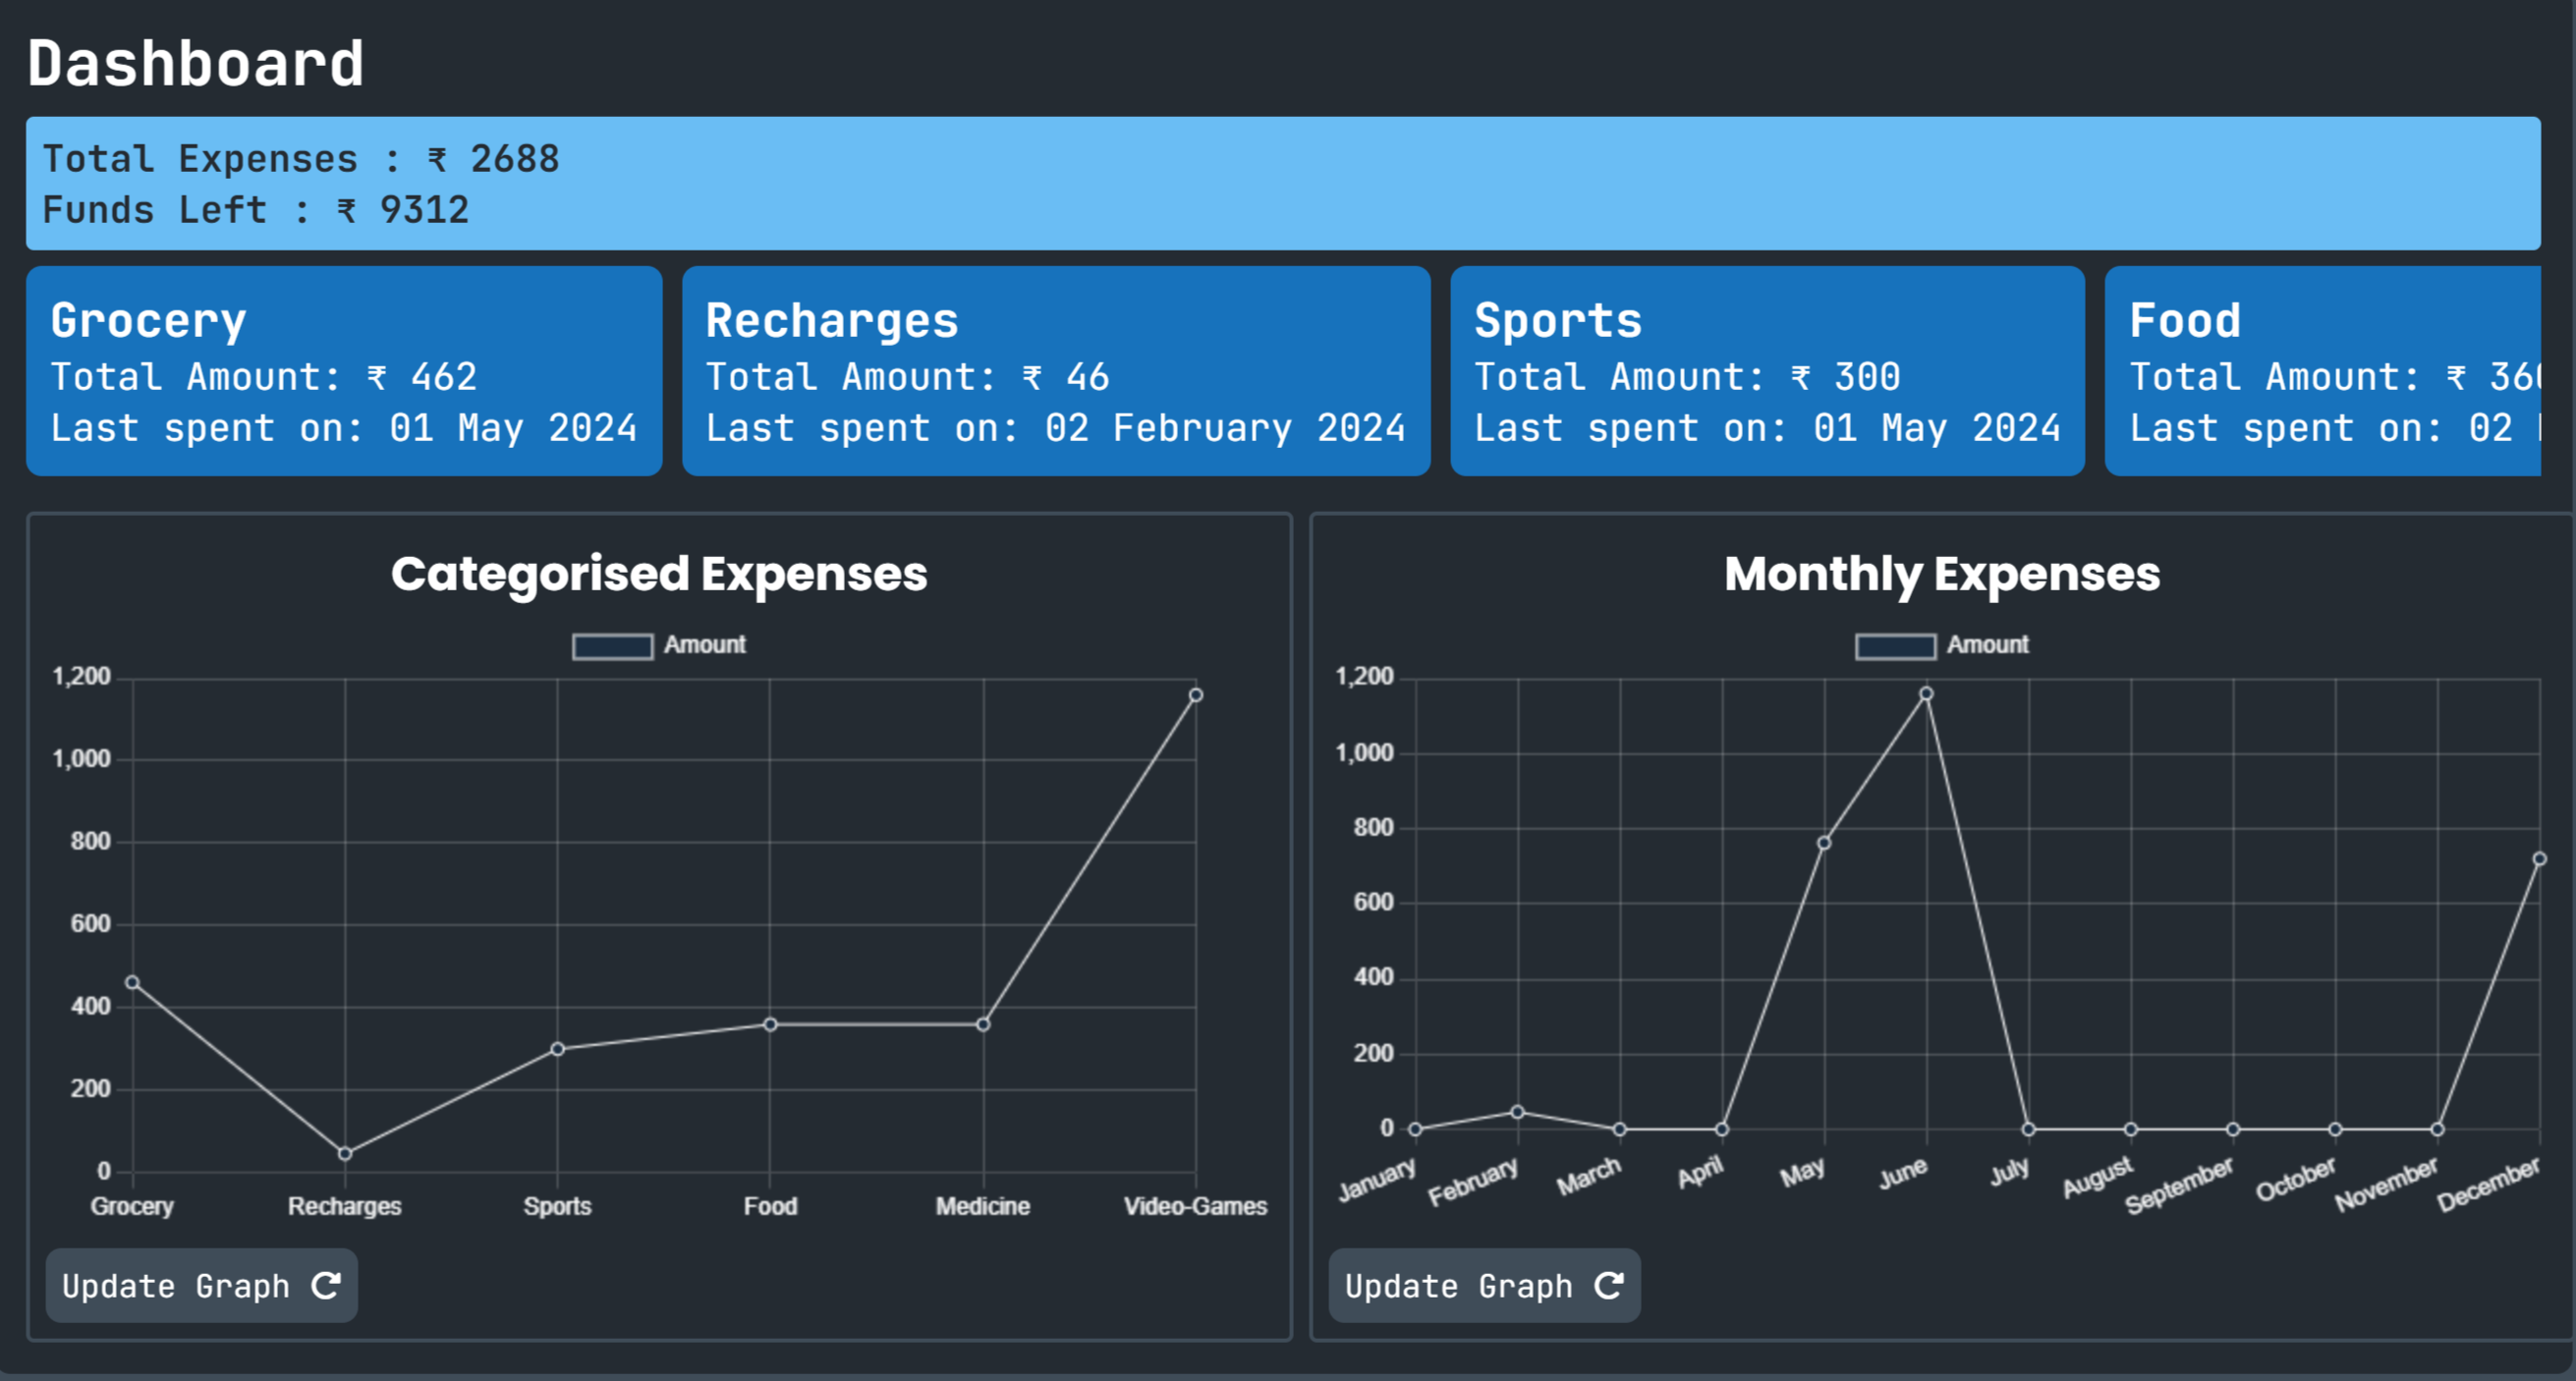 Dashboard
Total Expenses : ₹ 2688
Funds Left : ₹ 9312
Grocery
Total Amount: ₹ 462
Last spent on: 01 May 2024
Recharges
Total Amount: ₹ 46
Last spent on: 02 February 2024
Sports
Total Amount: ₹ 300
Last spent on: 01 May 2024
Food
Total Amount: ₹ 36
Last spent on: 02
Categorised Expenses
Amount
1,200
1,000
800
600
400
200
0
Grocery Recharges Sports Food Medicine Video-Games
Update Graph
Monthly Expenses
Amount
1,200
1,000
800
600
400
200
0
January February March April May June July August September October November December
Update Graph